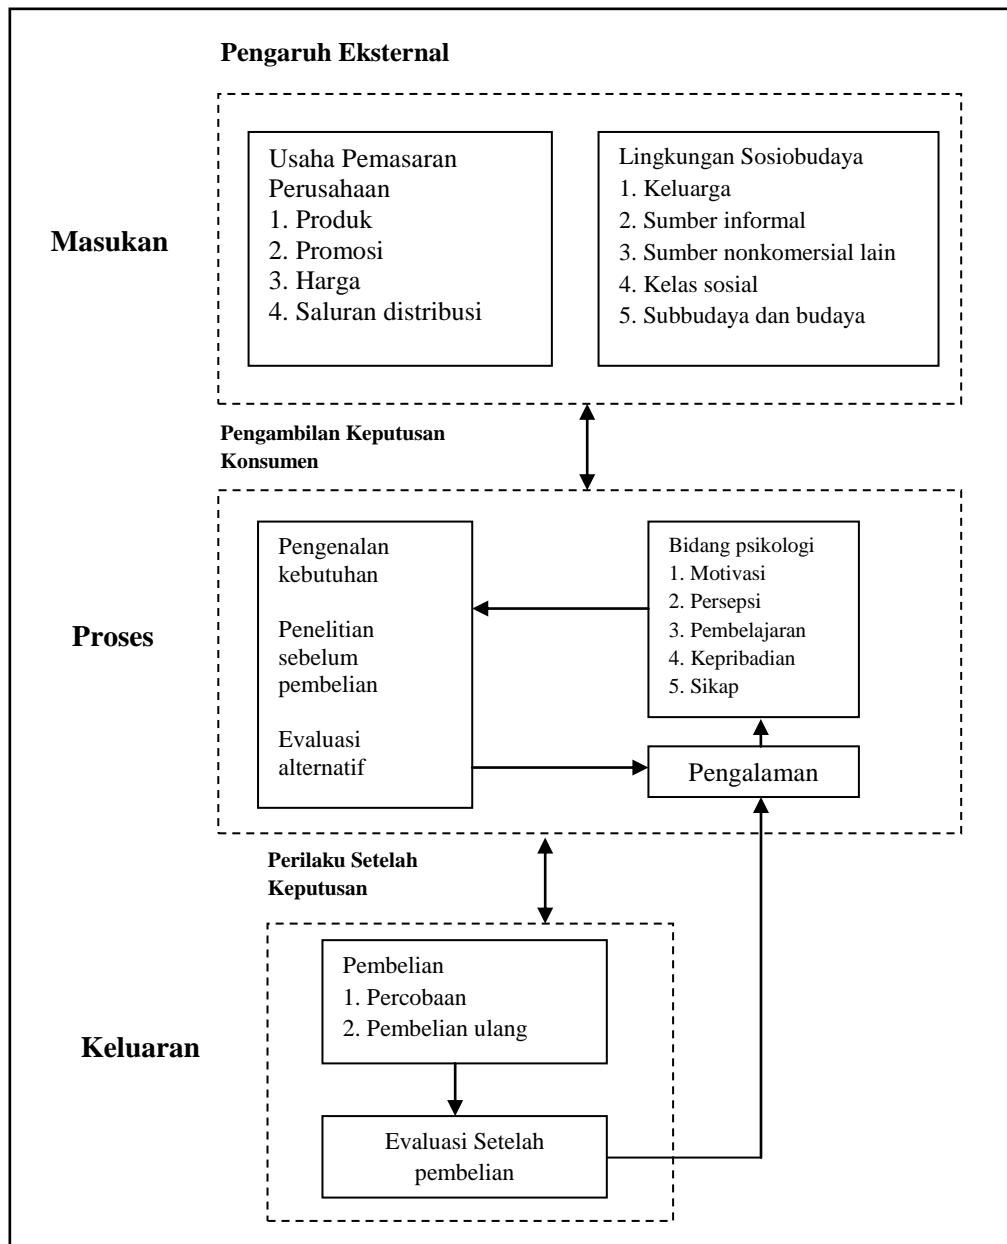 Pengaruh Eksternal
Masukan
Usaha Pemasaran
Perusahaan
1. Produk
2. Promosi
3. Harga
4. Saluran distribusi
Lingkungan Sosiobudaya
1. Keluarga
2. Sumber informal
3. Sumber nonkomersial lain
4. Kelas sosial
5. Subbudaya dan budaya
Pengambilan Keputusan
Konsumen
Proses
Pengenalan
kebutuhan
Penelitian
sebelum
pembelian
Evaluasi
alternatif
Bidang psikologi
1. Motivasi
2. Persepsi
3. Pembelajaran
4. Kepribadian
5. Sikap
Pengalaman
Perilaku Setelah
Keputusan
Keluaran
Pembelian
1. Percobaan
2. Pembelian ulang
Evaluasi Setelah
pembelian